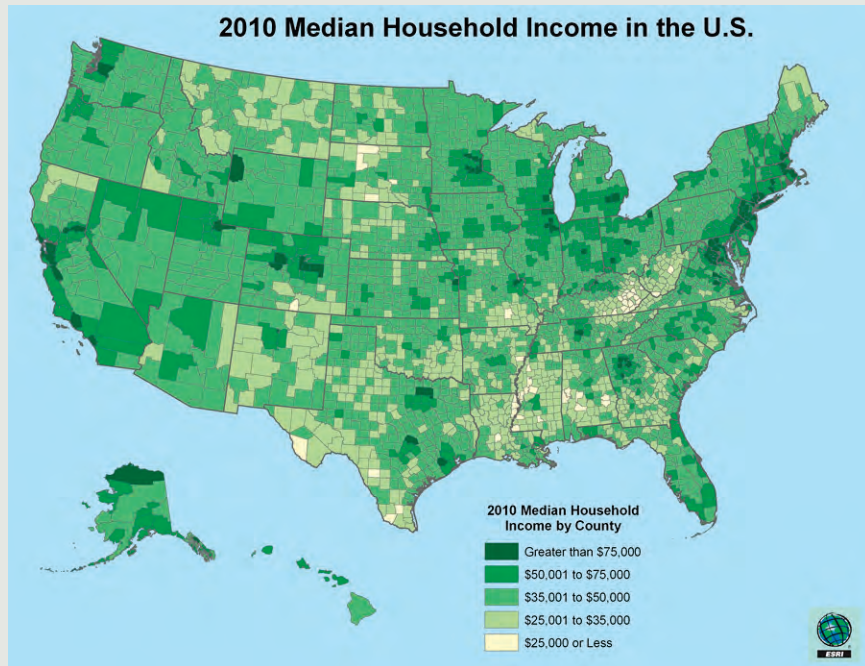 2010 Median Household Income in the U.S.
2010 Median Household
Income by County
Greater than $75,000
$50,001 to $75,000
$35,001 to $50,000
$25,001 to $35,000
$25,000 or Less
ESRI